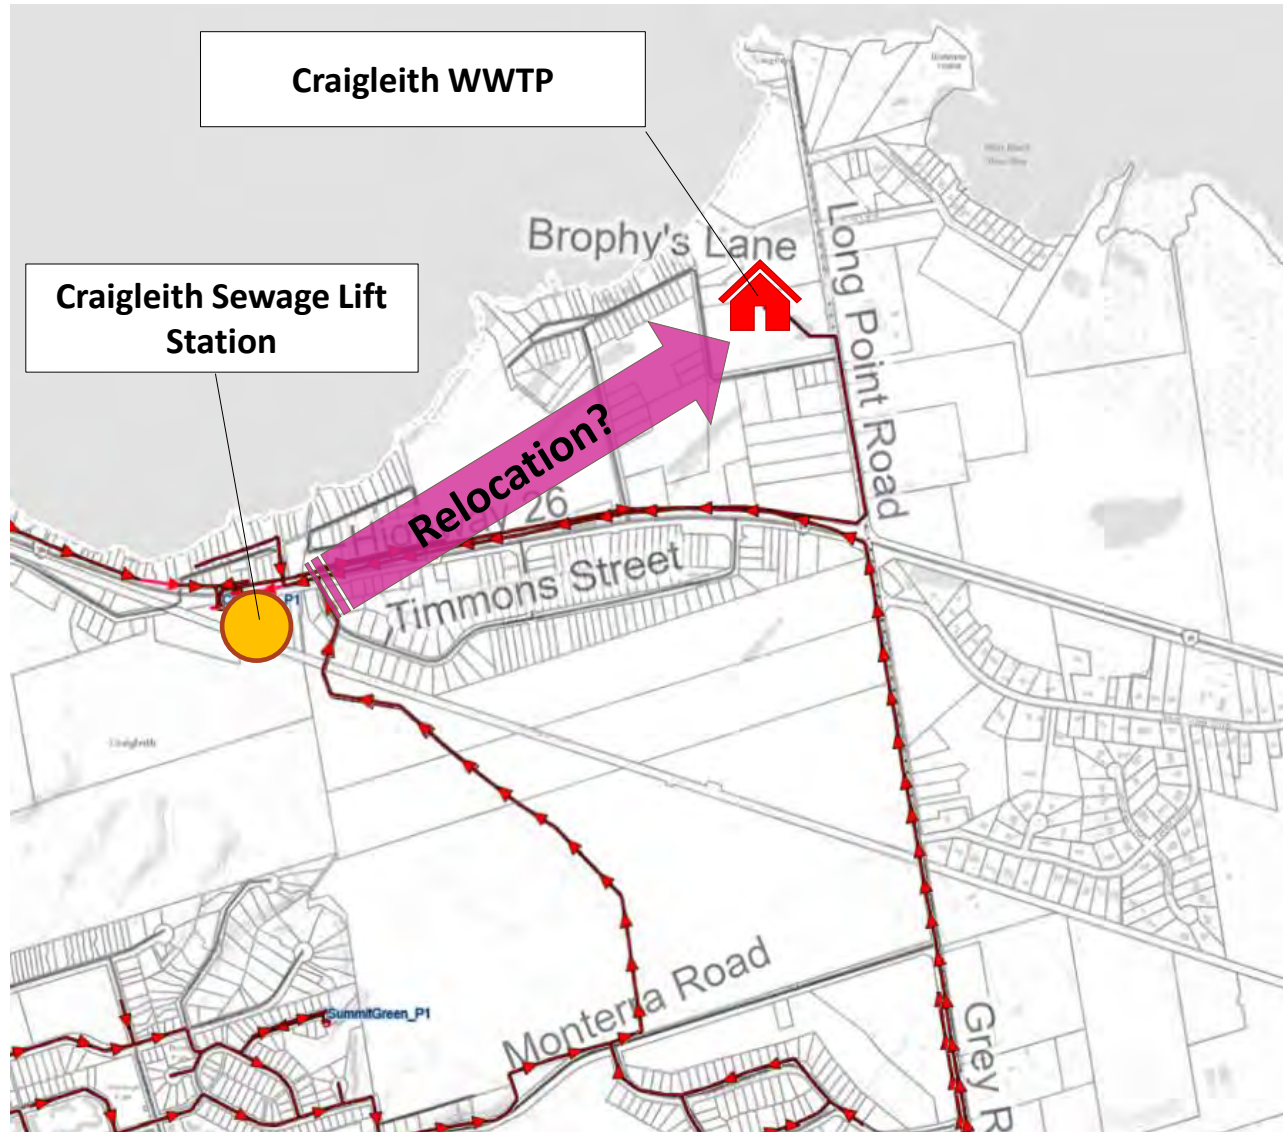 Craigleith WWTP
Brophy's Lane
Long Point Road
Craigleith Sewage Lift
Station
Relocation?
Highway 26
Timmons Street
P1
Craigleith
SummitGreen_P1
Monterra Road
Grey R